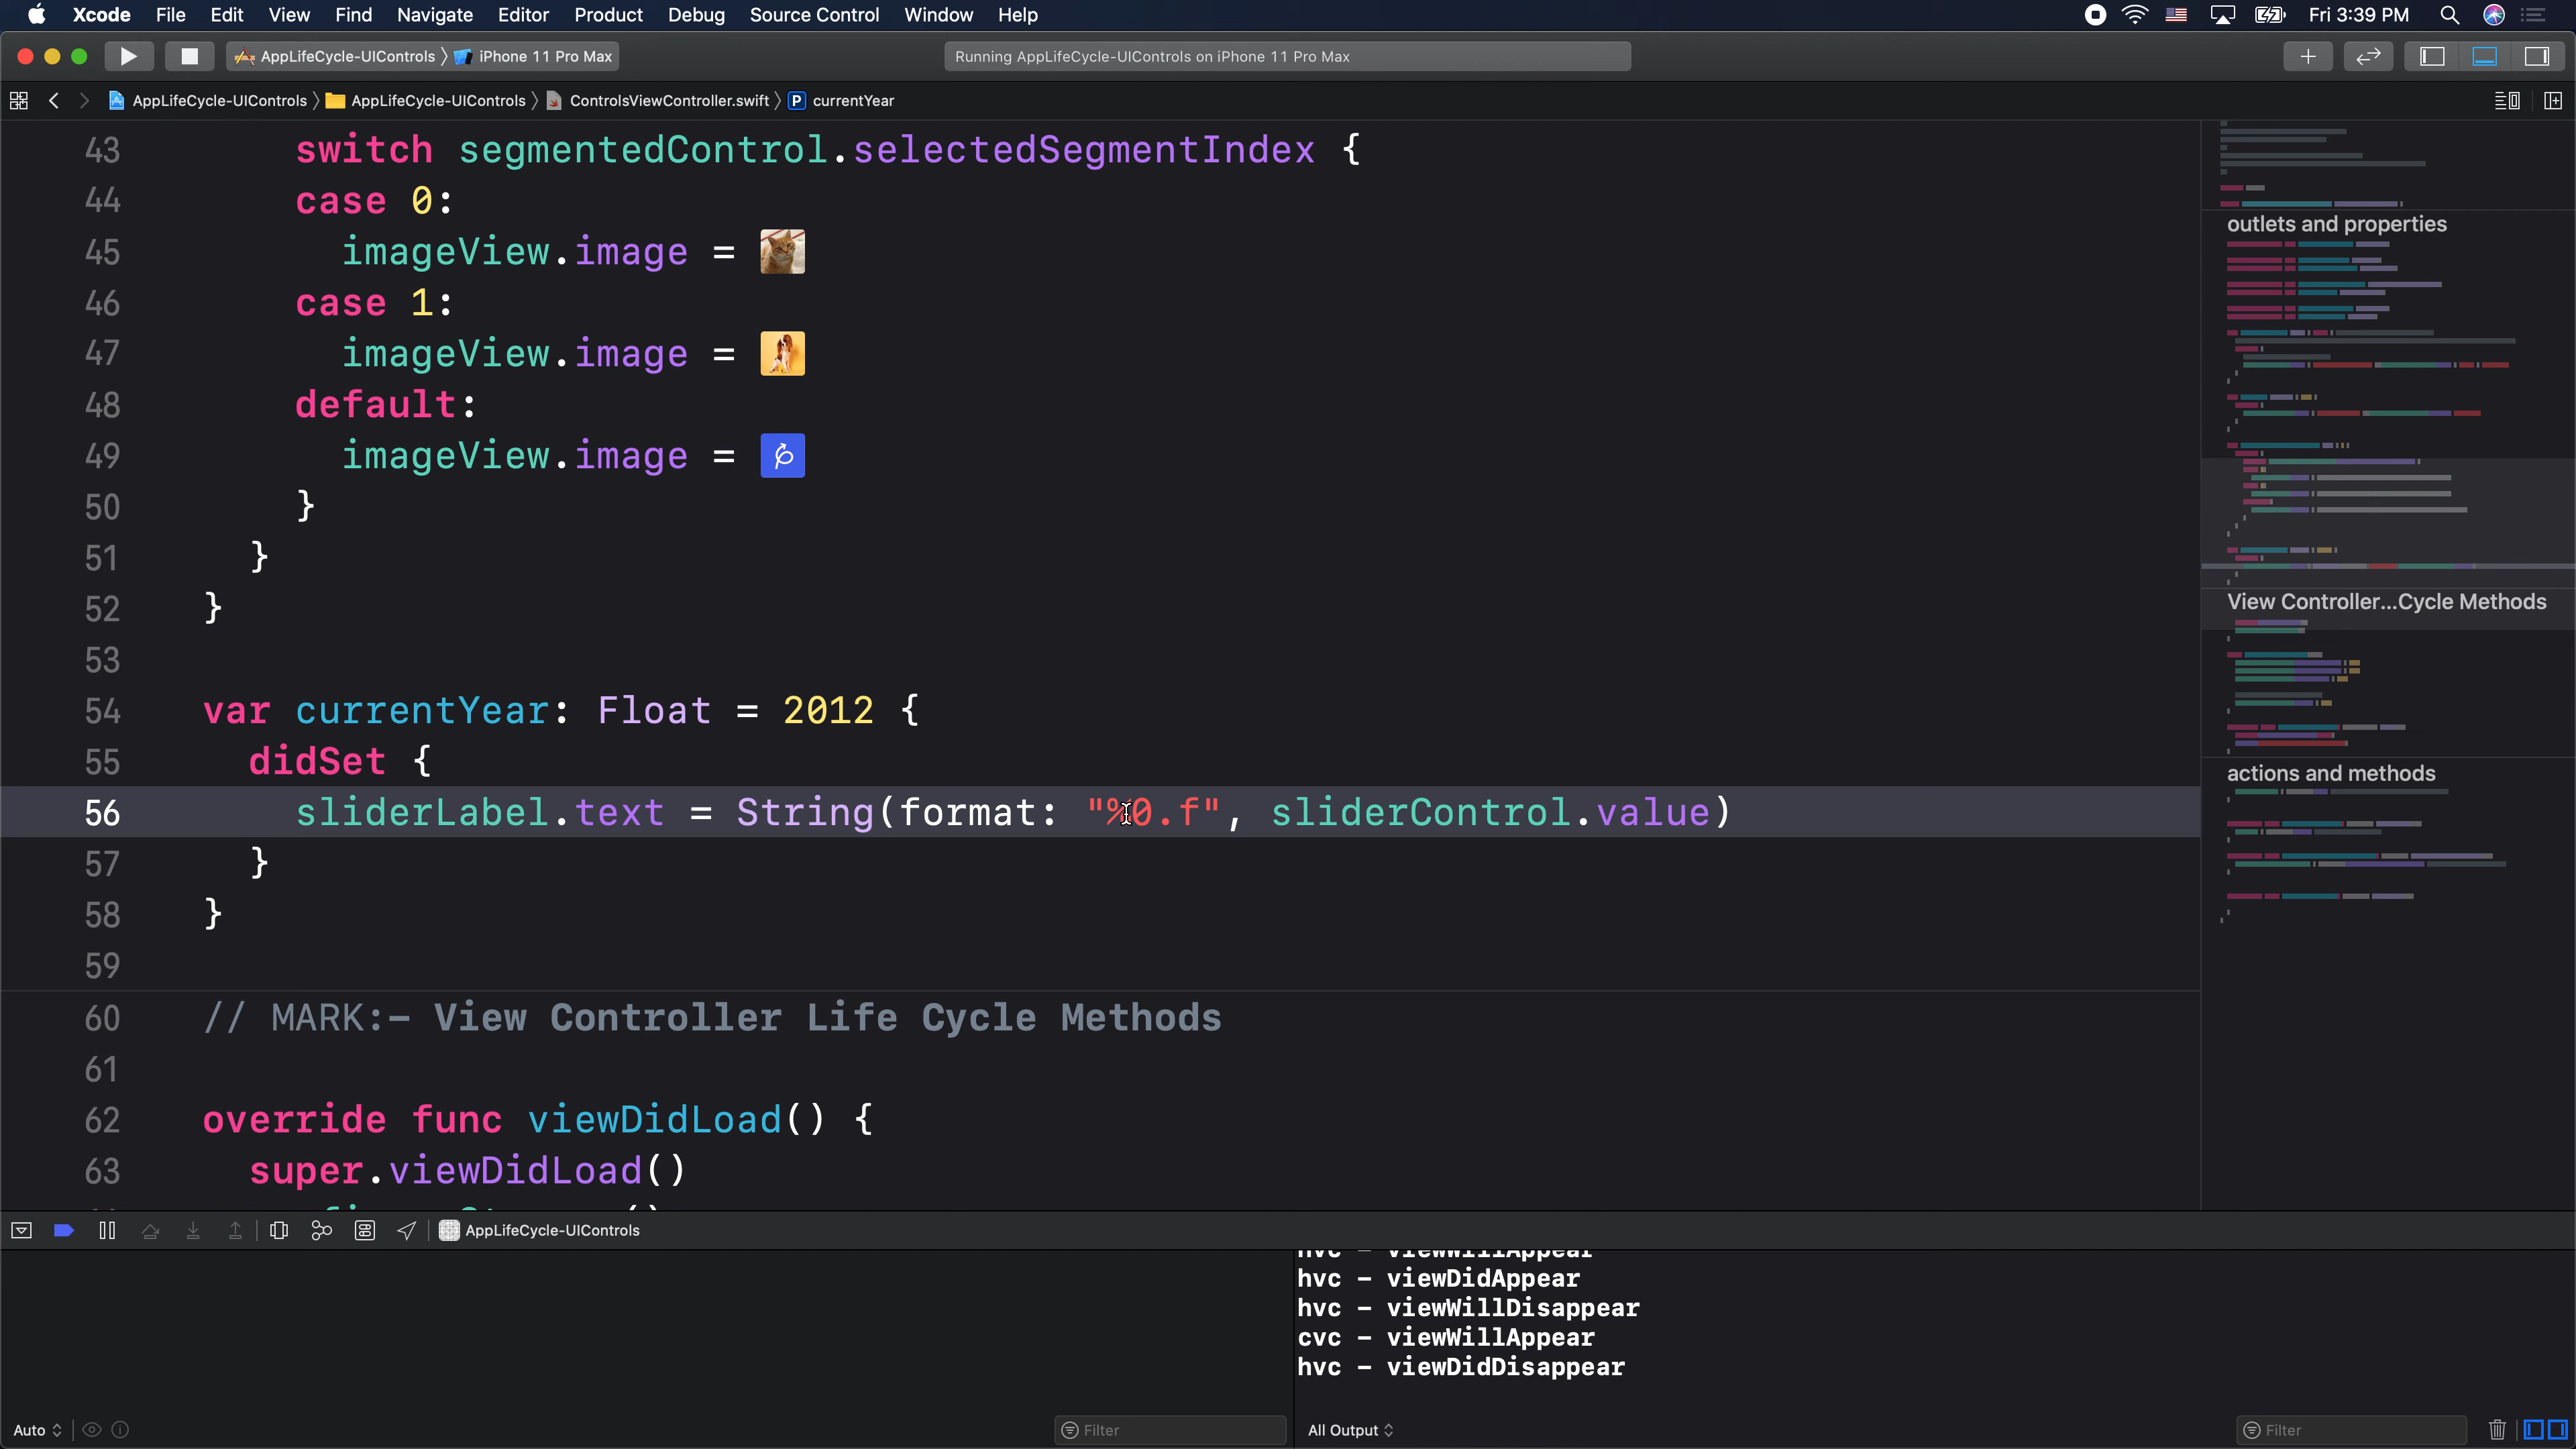 Xcode File Edit View Find Navigate Editor Product Debug Source Control Window Help Fri 3:39 PM
AppLifeCycle-UIControls iPhone 11 Pro Max Running AppLifeCycle-UIControls on iPhone 11 Pro Max
AppLifeCycle-UIControls AppLifeCycle-UIControls ControlsViewController.swift P currentYear
43 switch segmentedControl.selectedSegmentIndex {
44 case 0:
45 imageView.image =
46 case 1:
47 imageView.image =
48 default:
49 imageView.image =
50 }
51 }
52 }
53
54 var currentYear: Float = 2012 {
55 didSet {
56 sliderLabel.text = String(format: "%0.f", sliderControl.value)
57 }
58 }
59
60 // MARK:- View Controller Life Cycle Methods
61
62 override func viewDidLoad() {
63 super.viewDidLoad()
outlets and properties
View Controller...Cycle Methods
actions and methods
AppLifeCycle-UIControls
hvc - viewWillAppear
hvc - viewDidAppear
hvc - viewWillDisappear
cvc - viewWillAppear
hvc - viewDidDisappear
Auto Filter All Output Filter